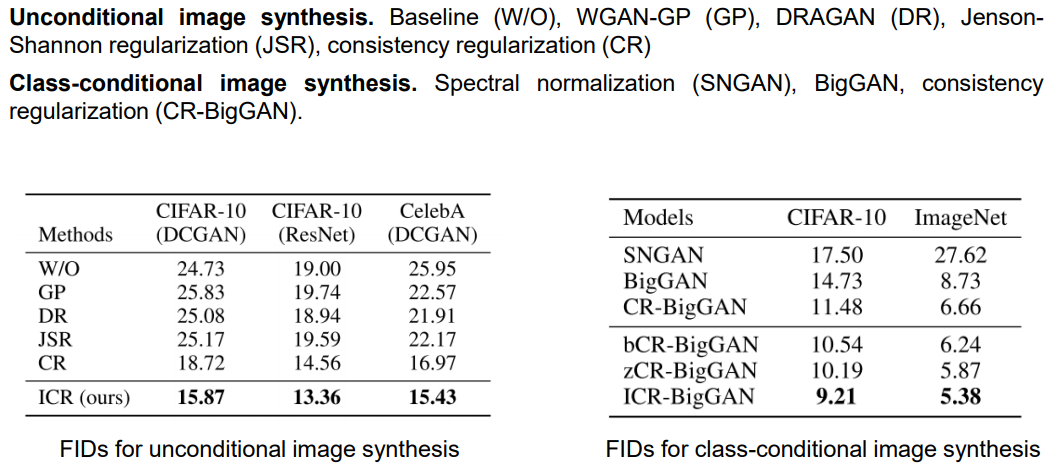 Unconditional image synthesis. Baseline (W/O), WGAN-GP (GP), DRAGAN (DR), Jenson-
Shannon regularization (JSR), consistency regularization (CR)
Class-conditional image synthesis. Spectral normalization (SNGAN), BigGAN, consistency
regularization (CR-BigGAN).
Methods CIFAR-10 (DCGAN) CIFAR-10 (ResNet) CelebA (DCGAN)
W/O 24.73 19.00 25.95
GP 25.83 19.74 22.57
DR 25.08 18.94 21.91
JSR 25.17 19.59 22.17
CR 18.72 14.56 16.97
ICR (ours) 15.87 13.36 15.43
FIDs for unconditional image synthesis
Models CIFAR-10 ImageNet
SNGAN 17.50 27.62
BigGAN 14.73 8.73
CR-BigGAN 11.48 6.66
bCR-BigGAN 10.54 6.24
zCR-BigGAN 10.19 5.87
ICR-BigGAN 9.21 5.38
FIDs for class-conditional image synthesis